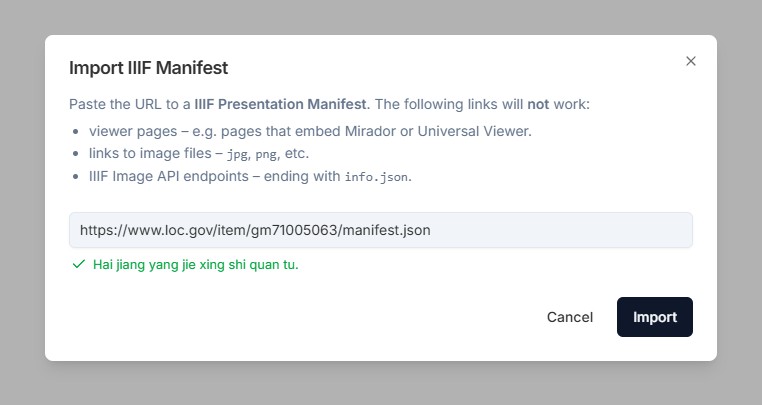 Import IIIF Manifest
Paste the URL to a IIIF Presentation Manifest. The following links will not work:
• viewer pages – e.g. pages that embed Mirador or Universal Viewer.
• links to image files – jpg, png, etc.
• IIIF Image API endpoints – ending with info.json.
https://www.loc.gov/item/gm71005063/manifest.json
Hai jiang yang jie xing shi quan tu.
Cancel Import